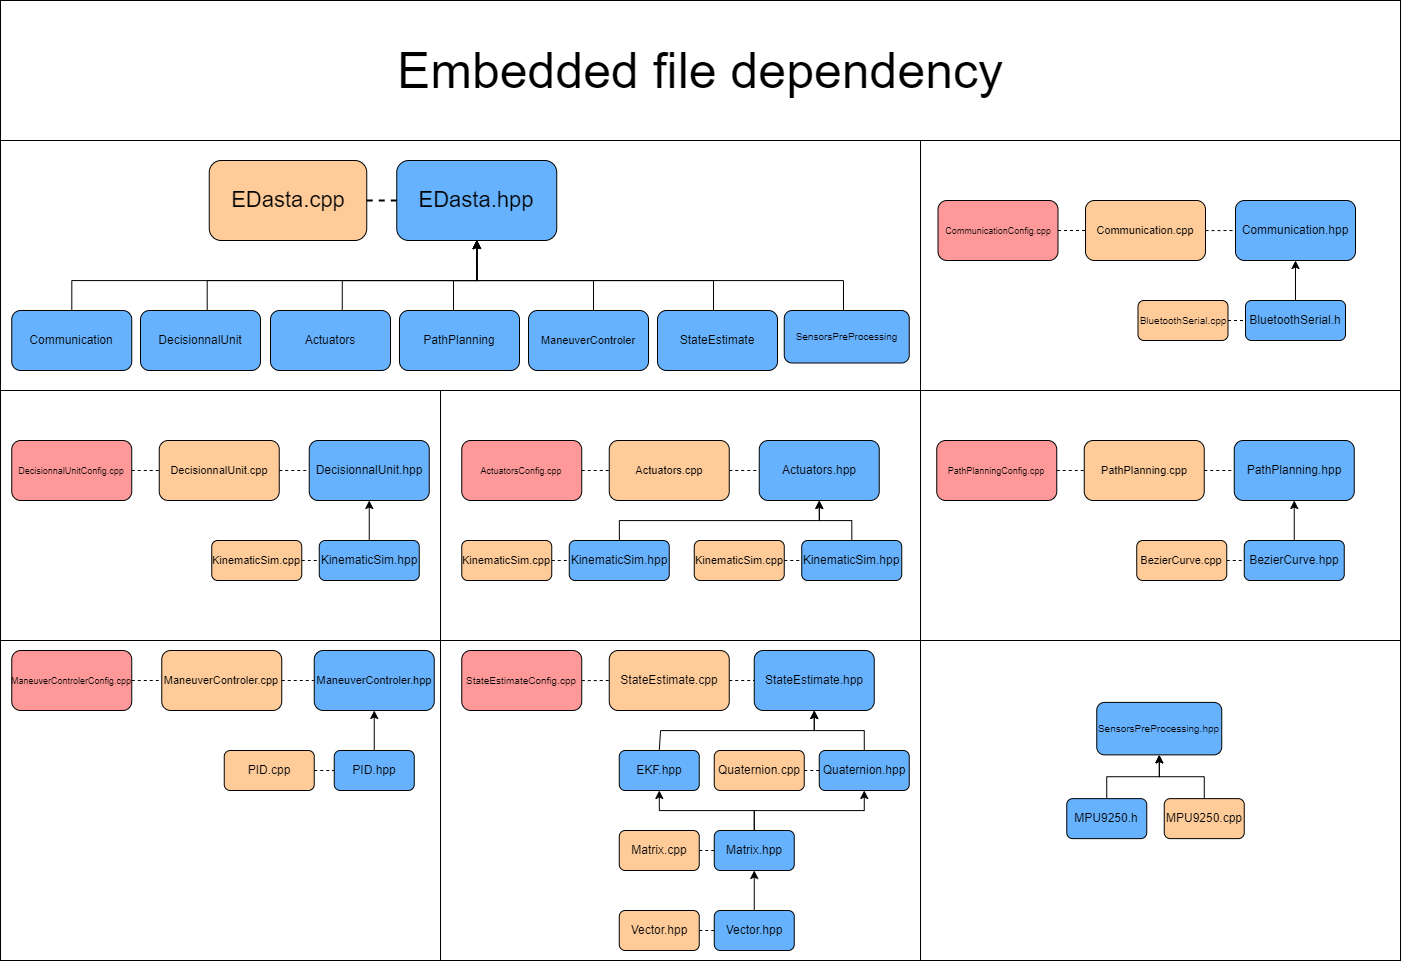 Embedded file dependency
EDasta.cpp
EDasta.hpp
Communication
DecisionnalUnit
Actuators
PathPlanning
ManeuverControler
StateEstimate
SensorsPreProcessing
CommunicationConfig.cpp
Communication.cpp
Communication.hpp
BluetoothSerial.cpp
BluetoothSerial.h
DecisionnalUnitConfig.cpp
DecisionnalUnit.cpp
DecisionnalUnit.hpp
KinematicSim.cpp
KinematicSim.hpp
ActuatorsConfig.cpp
Actuators.cpp
Actuators.hpp
KinematicSim.cpp
KinematicSim.hpp
KinematicSim.cpp
KinematicSim.hpp
PathPlanningConfig.cpp
PathPlanning.cpp
PathPlanning.hpp
BezierCurve.cpp
BezierCurve.hpp
ManeuverControlerConfig.cpp
ManeuverControler.cpp
ManeuverControler.hpp
PID.cpp
PID.hpp
StateEstimateConfig.cpp
StateEstimate.cpp
StateEstimate.hpp
EKF.hpp
Quaternion.cpp
Quaternion.hpp
Matrix.cpp
Matrix.hpp
Vector.hpp
Vector.hpp
SensorsPreProcessing.hpp
MPU9250.h
MPU9250.cpp